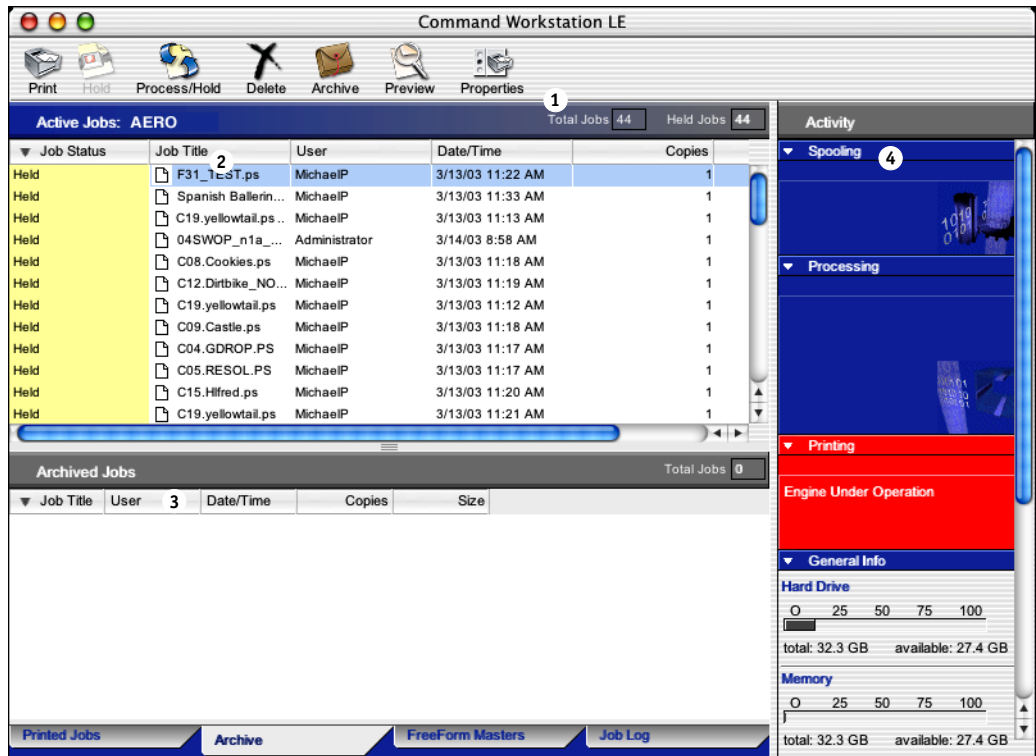 Command Workstation LE
Print Hold Process/Hold Delete Archive Preview Properties
1
Active Jobs: AERO Total Jobs 44 Held Jobs 44
Job Status Job Title User Date/Time Copies
2
Held F31_TEST.ps MichaelP 3/13/03 11:22 AM 1
Held Spanish Ballerin... MichaelP 3/13/03 11:33 AM 1
Held C19.yellowtail.ps.. MichaelP 3/13/03 11:13 AM 1
Held 04SWOP_n1a_... Administrator 3/14/03 8:58 AM 1
Held C08.Cookies.ps MichaelP 3/13/03 11:18 AM 1
Held C12.Dirtbike_NO... MichaelP 3/13/03 11:19 AM 1
Held C19.yellowtail.ps MichaelP 3/13/03 11:12 AM 1
Held C09.Castle.ps MichaelP 3/13/03 11:18 AM 1
Held C04.GDROP.PS MichaelP 3/13/03 11:17 AM 1
Held C05.RESOL.PS MichaelP 3/13/03 11:17 AM 1
Held C15.Hlfred.ps MichaelP 3/13/03 11:20 AM 1
Held C19.yellowtail.ps MichaelP 3/13/03 11:21 AM 1
Archived Jobs Total Jobs 0
Job Title User 3 Date/Time Copies Size
Printed Jobs Archive FreeForm Masters Job Log
Activity
Spooling 4
1010
0101
Processing
Printing
Engine Under Operation
General Info
Hard Drive
O 25 50 75 100
total: 32.3 GB available: 27.4 GB
Memory
O 25 50 75 100
total: 32.3 GB available: 27.4 GB